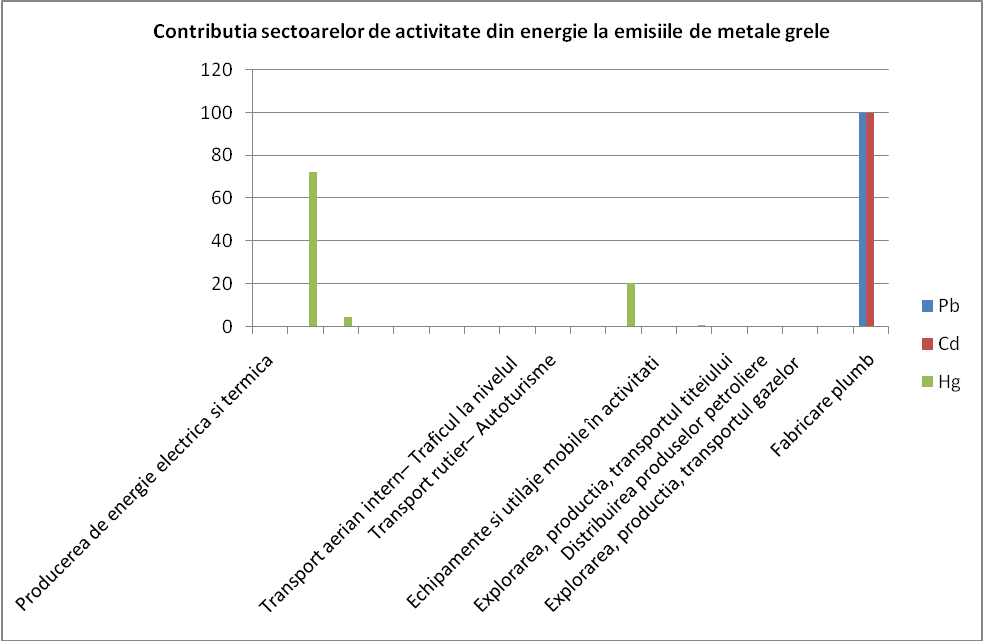 Contributia sectoarelor de activitate din energie la emisiile de metale grele
120
100
80
60
40
20
0
Producerea de energie electrica si termica
Transport aerian intern– Traficul la nivelul
Transport rutier– Autoturisme
Echipamente si utilaje mobile în activitati
Explorarea, productia, transportul titeiului
Distribuirea produselor petroliere
Explorarea, productia, transportul gazelor
Fabricare plumb
Pb
Cd
Hg